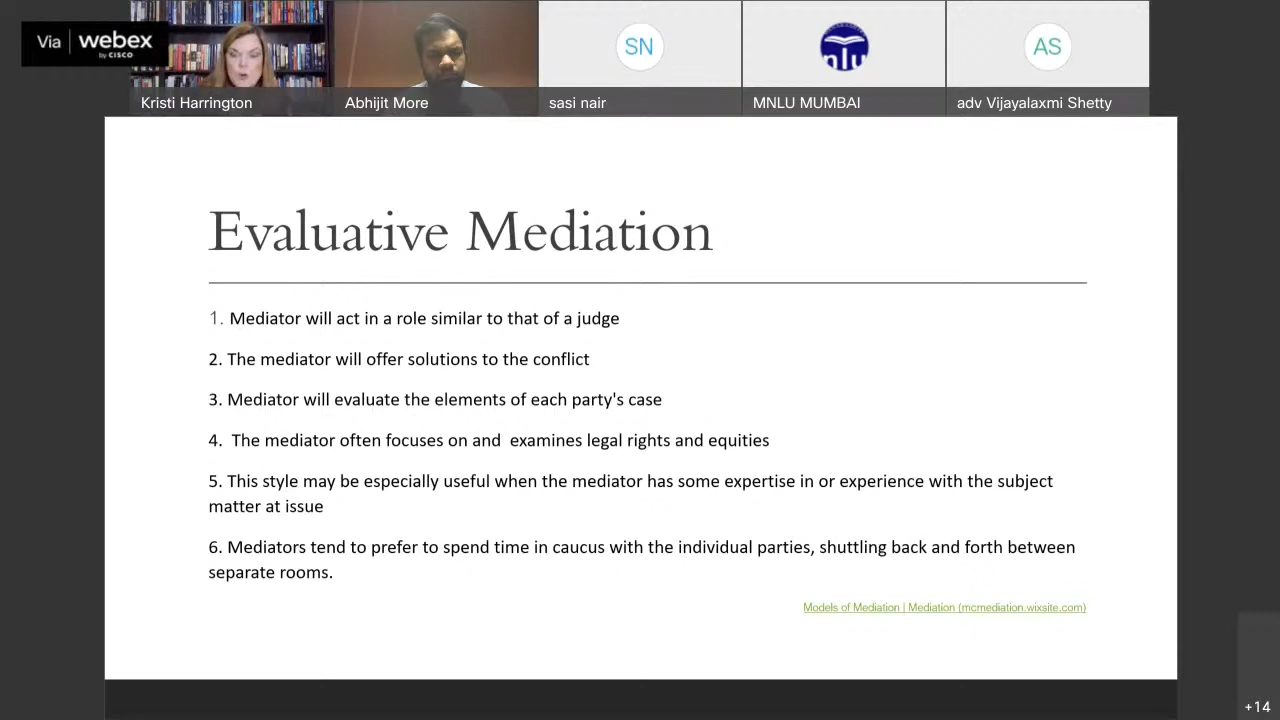 Via webex
by CISCO
Kristi Harrington
Abhijit More
SN
sasi nair
nlu
MNLU MUMBAI
AS
adv Vijayalaxmi Shetty
Evaluative Mediation
1. Mediator will act in a role similar to that of a judge
2. The mediator will offer solutions to the conflict
3. Mediator will evaluate the elements of each party's case
4. The mediator often focuses on and examines legal rights and equities
5. This style may be especially useful when the mediator has some expertise in or experience with the subject
matter at issue
6. Mediators tend to prefer to spend time in caucus with the individual parties, shuttling back and forth between
separate rooms.
Models of Mediation | Mediation (mcmediation.wixsite.com)
+14